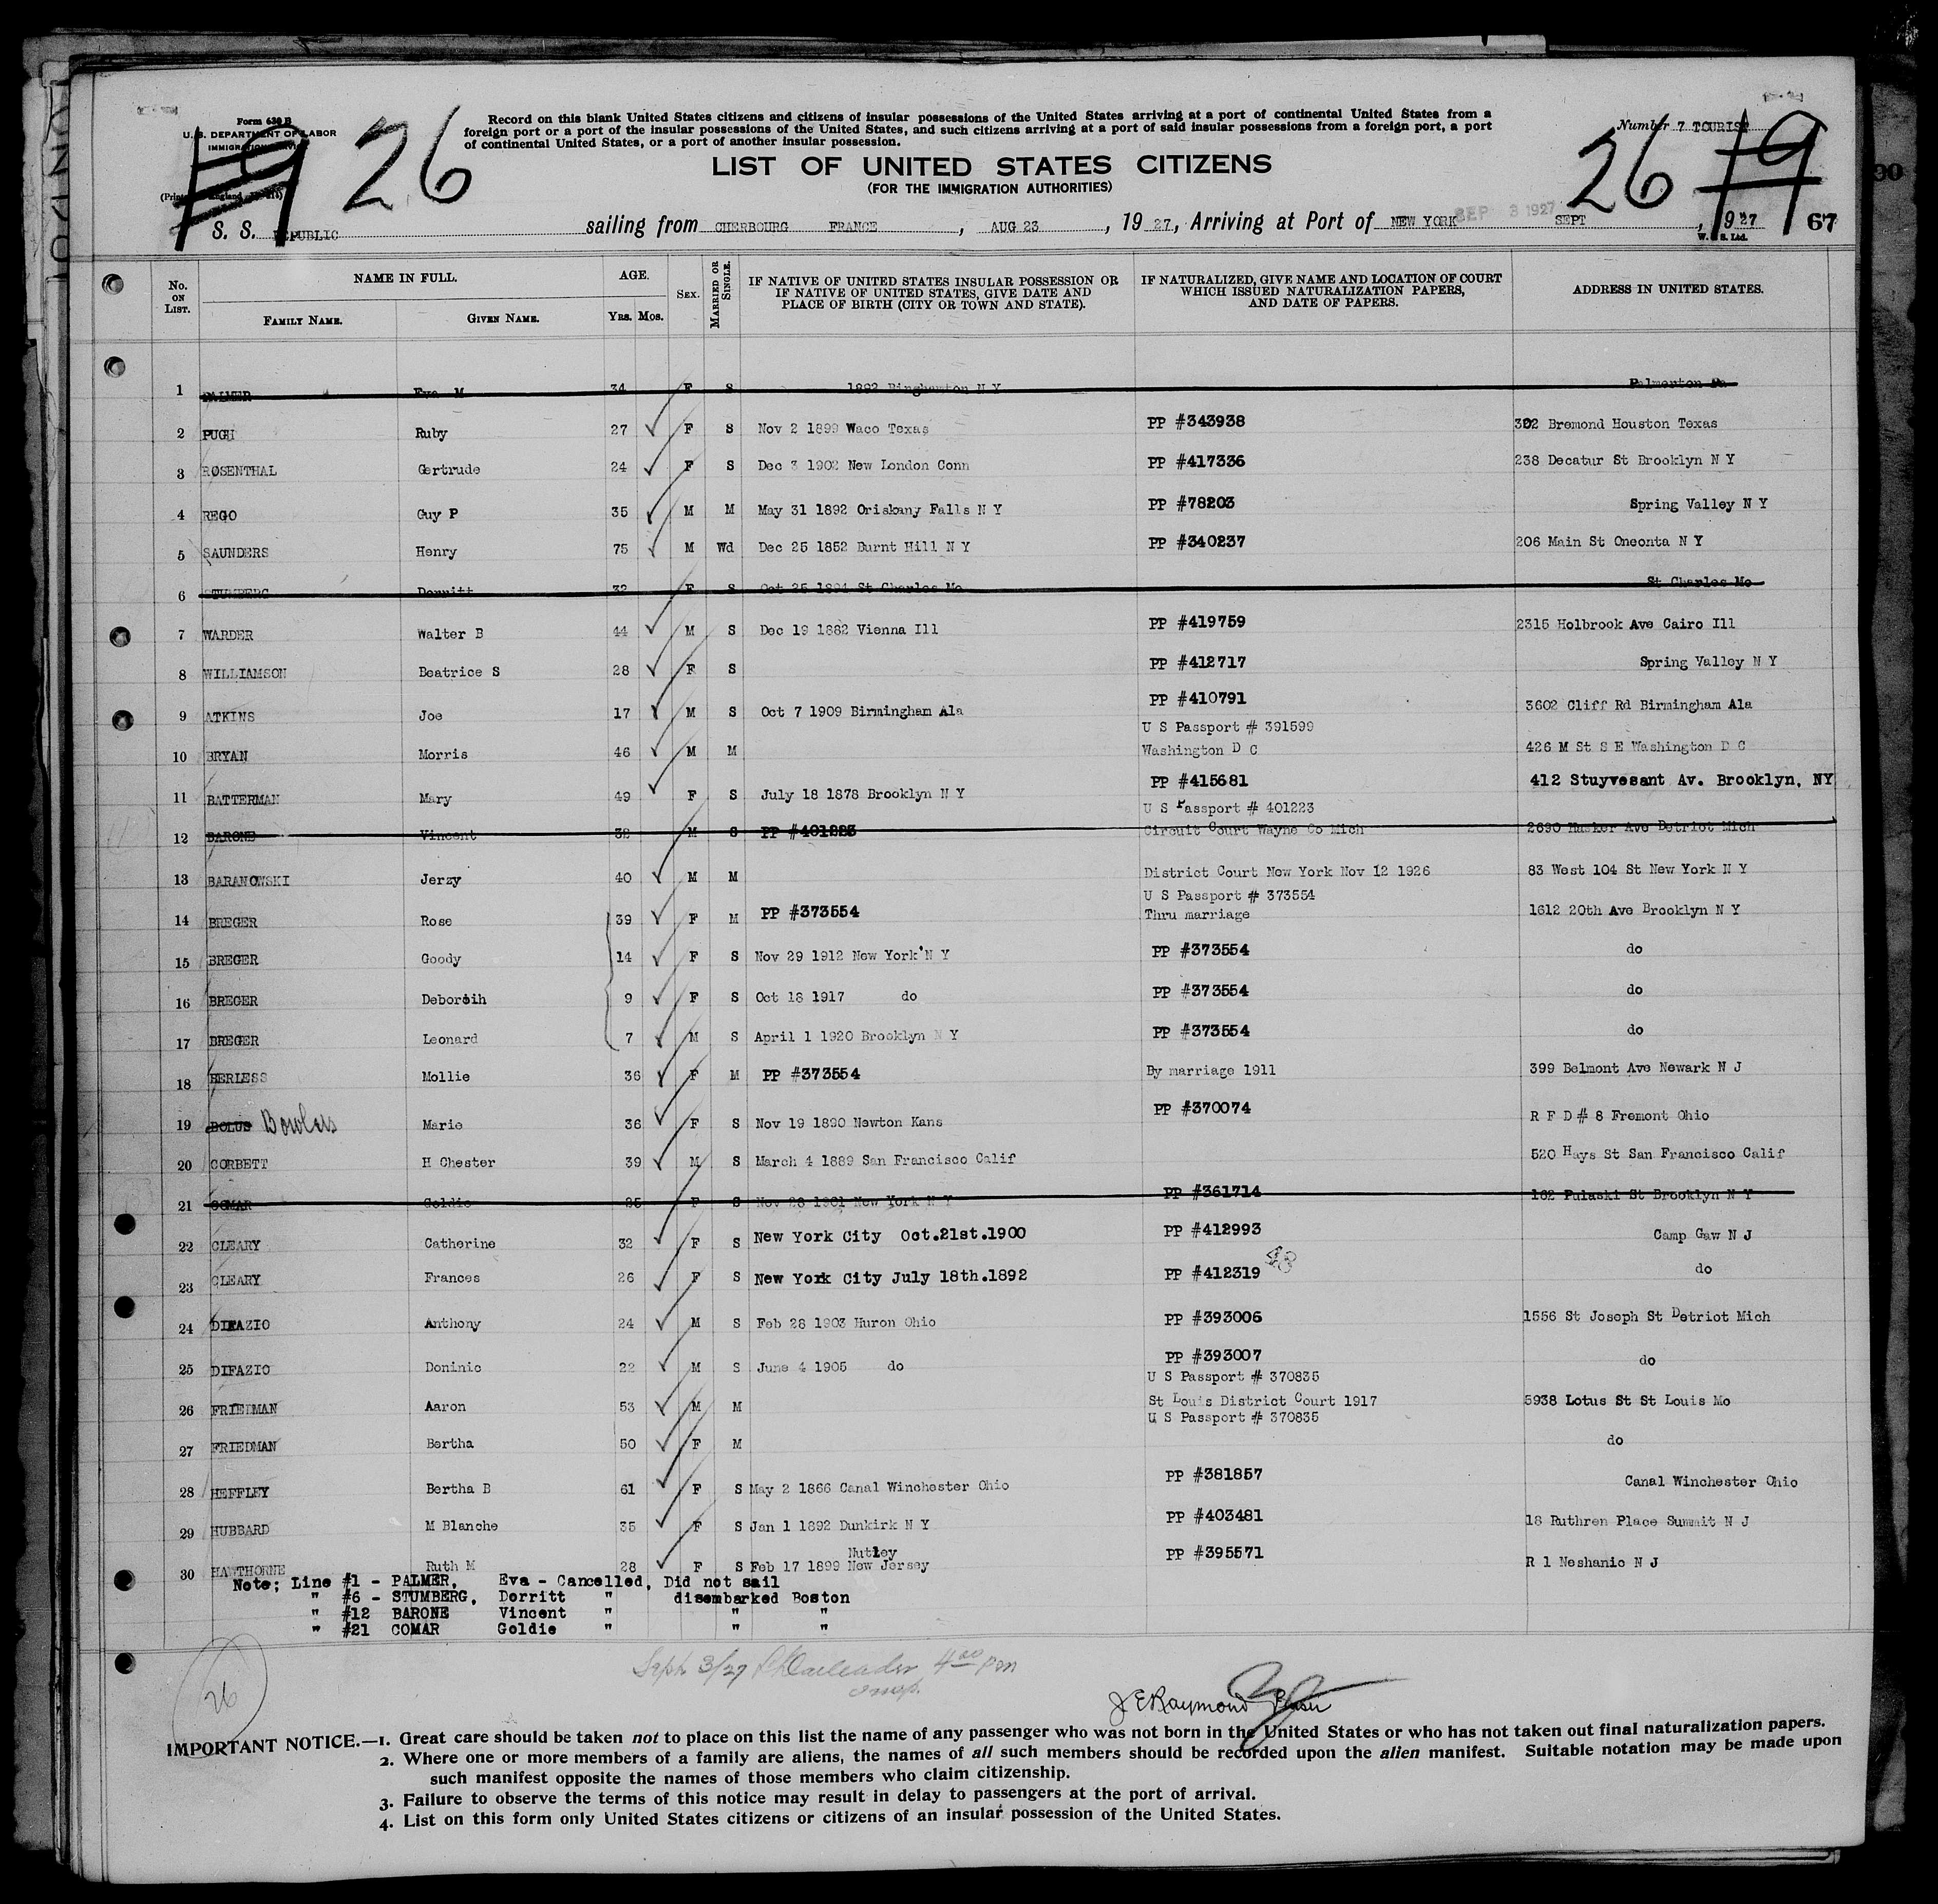 Form 630 B
U. S. DEPARTMENT OF LABOR
IMMIGRATION SERVICE
26
Record on this blank United States citizens and citizens of insular possessions of the United States arriving at a port of continental United States from a
foreign port or a port of the insular possessions of the United States, and such citizens arriving at a port of said insular possessions from a foreign port, a port
of continental United States, or a port of another insular possession.
Number 7 TOURIST
26 19
LIST OF UNITED STATES CITIZENS
(FOR THE IMMIGRATION AUTHORITIES)
S. S. REPUBLIC sailing from CHERBOURG FRANCE, AUG 23, 1927, Arriving at Port of NEW YORK SEP 3 1927 SEPT, 1927 67
No. ON LIST. NAME IN FULL. AGE. SEX. MARRIED OR SINGLE. IF NATIVE OF UNITED STATES INSULAR POSSESSION OR IF NATIVE OF UNITED STATES, GIVE DATE AND PLACE OF BIRTH (CITY OR TOWN AND STATE). IF NATURALIZED, GIVE NAME AND LOCATION OF COURT WHICH ISSUED NATURALIZATION PAPERS, AND DATE OF PAPERS. ADDRESS IN UNITED STATES.
FAMILY NAME. GIVEN NAME. YRS. MOS.
1 PALMER Eva M 34 F S 1892 Binghamton N Y Palmerton Pa
2 PUGH Ruby 27 F S Nov 2 1899 Waco Texas PP #343938 302 Bremond Houston Texas
3 ROSENTHAL Gertrude 24 F S Dec 3 1902 New London Conn PP #417336 238 Decatur St Brooklyn N Y
4 REGO Guy P 35 M M May 31 1892 Oriskany Falls N Y PP #78203 Spring Valley N Y
5 SAUNDERS Henry 75 M Wd Dec 25 1852 Burnt Hill N Y PP #340237 206 Main St Oneonta N Y
6 STUMBERG Dorritt 32 F S Oct 25 1894 St Charles Mo St Charles Mo
7 WARDER Walter B 44 M S Dec 19 1882 Vienna Ill PP #419759 2315 Holbrook Ave Cairo Ill
8 WILLIAMSON Beatrice S 28 F S PP #412717 Spring Valley N Y
9 ATKINS Joe 17 M S Oct 7 1909 Birmingham Ala PP #410791 3602 Cliff Rd Birmingham Ala
U S Passport # 391599
10 BRYAN Morris 46 M M Washington D C 426 M St S E Washington D C
11 BATTERMAN Mary 49 F S July 18 1878 Brooklyn N Y PP #415681 412 Stuyvesant Av. Brooklyn, NY
U S Passport # 401223
12 BARONE Vincent 32 M S PP #401223 Circuit Court Wayne Co Mich 2690 Husker Ave Detriot Mich
13 BARANOWSKI Jerzy 40 M M District Court New York Nov 12 1926 83 West 104 St New York N Y
U S Passport # 373554
14 BREGER Rose 39 F M PP #373554 Thru marriage 1612 20th Ave Brooklyn N Y
15 BREGER Goody 14 F S Nov 29 1912 New York N Y PP #373554 do
16 BREGER Deborsih 9 F S Oct 18 1917 do PP #373554 do
17 BREGER Leonard 7 M S April 1 1920 Brooklyn N Y PP #373554 do
18 BERLESS Mollie 36 F M PP #373554 By marriage 1911 399 Belmont Ave Newark N J
19 BOLUS Bowlus Marie 36 F S Nov 19 1890 Newton Kans PP #370074 R F D # 8 Fremont Ohio
20 CORBETT H Chester 39 M S March 4 1889 San Francisco Calif 520 Hays St San Francisco Calif
21 COMAR Goldie 25 F S Nov 28 1901 New York N Y PP #361714 162 Pulaski St Brooklyn N Y
22 CLEARY Catherine 32 F S New York City Oct.21st.1900 PP #412993 Camp Gaw N J
23 CLEARY Frances 26 F S New York City July 18th.1892 PP #412319 do
24 DIFAZIO Anthony 24 M S Feb 28 1903 Huron Ohio PP #393006 1556 St Joseph St Detriot Mich
25 DIFAZIO Doninic 22 M S June 4 1905 do PP #393007 do
U S Passport # 370835
26 FRIEDMAN Aaron 53 M M St Louis District Court 1917 5938 Lotus St St Louis Mo
U S Passport # 370835
27 FRIEDMAN Bertha 50 F M do
28 HEFFLEY Bertha B 61 F S May 2 1866 Canal Winchester Ohio PP #381857 Canal Winchester Ohio
29 HUBBARD M Blanche 35 F S Jan 1 1892 Dunkirk N Y PP #403481 18 Ruthren Place Summit N J
Nutley
30 HAWTHORNE Ruth M 28 F S Feb 17 1899 New Jersey PP #395571 R 1 Neshanic N J
Note; Line #1 - PALMER, Eva - Cancelled, Did not sail
" #6 - STUMBERG, Dorritt " disembarked Boston
" #12 BARONE Vincent " " "
" #21 COMAR Goldie " " "
Sept 3/27 4 00 pm
insp.
26
J E Raymond
IMPORTANT NOTICE.—1. Great care should be taken not to place on this list the name of any passenger who was not born in the United States or who has not taken out final naturalization papers.
2. Where one or more members of a family are aliens, the names of all such members should be recorded upon the alien manifest. Suitable notation may be made upon
such manifest opposite the names of those members who claim citizenship.
3. Failure to observe the terms of this notice may result in delay to passengers at the port of arrival.
4. List on this form only United States citizens or citizens of an insular possession of the United States.